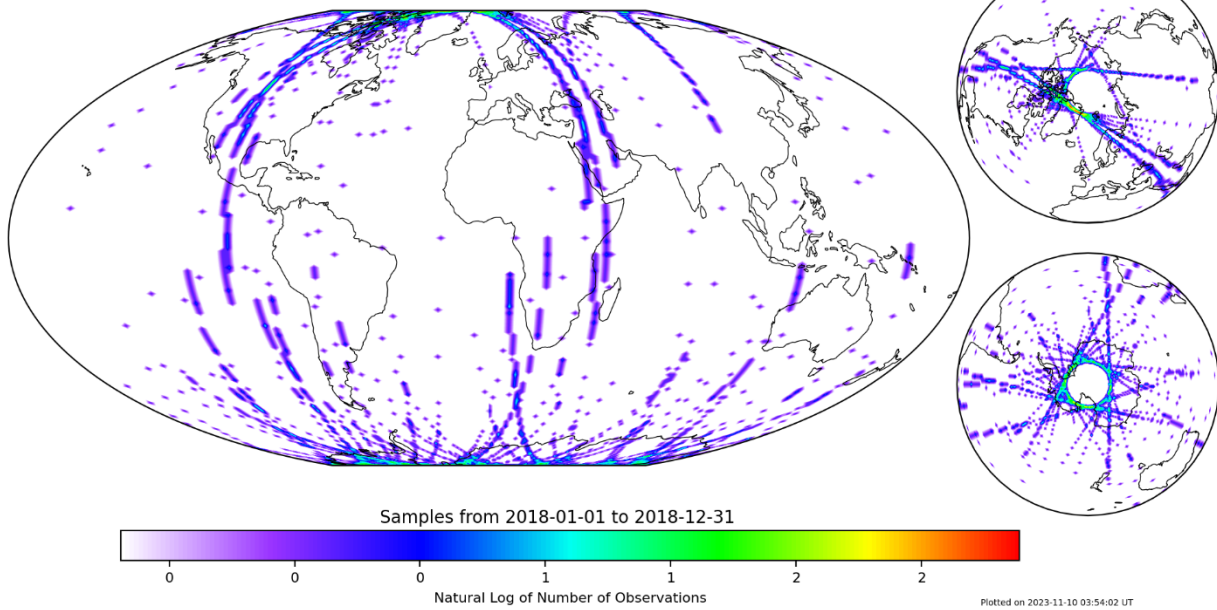 Samples from 2018-01-01 to 2018-12-31
0 0 0 1 1 2 2
Natural Log of Number of Observations
Plotted on 2023-11-10 03:54:02 UT